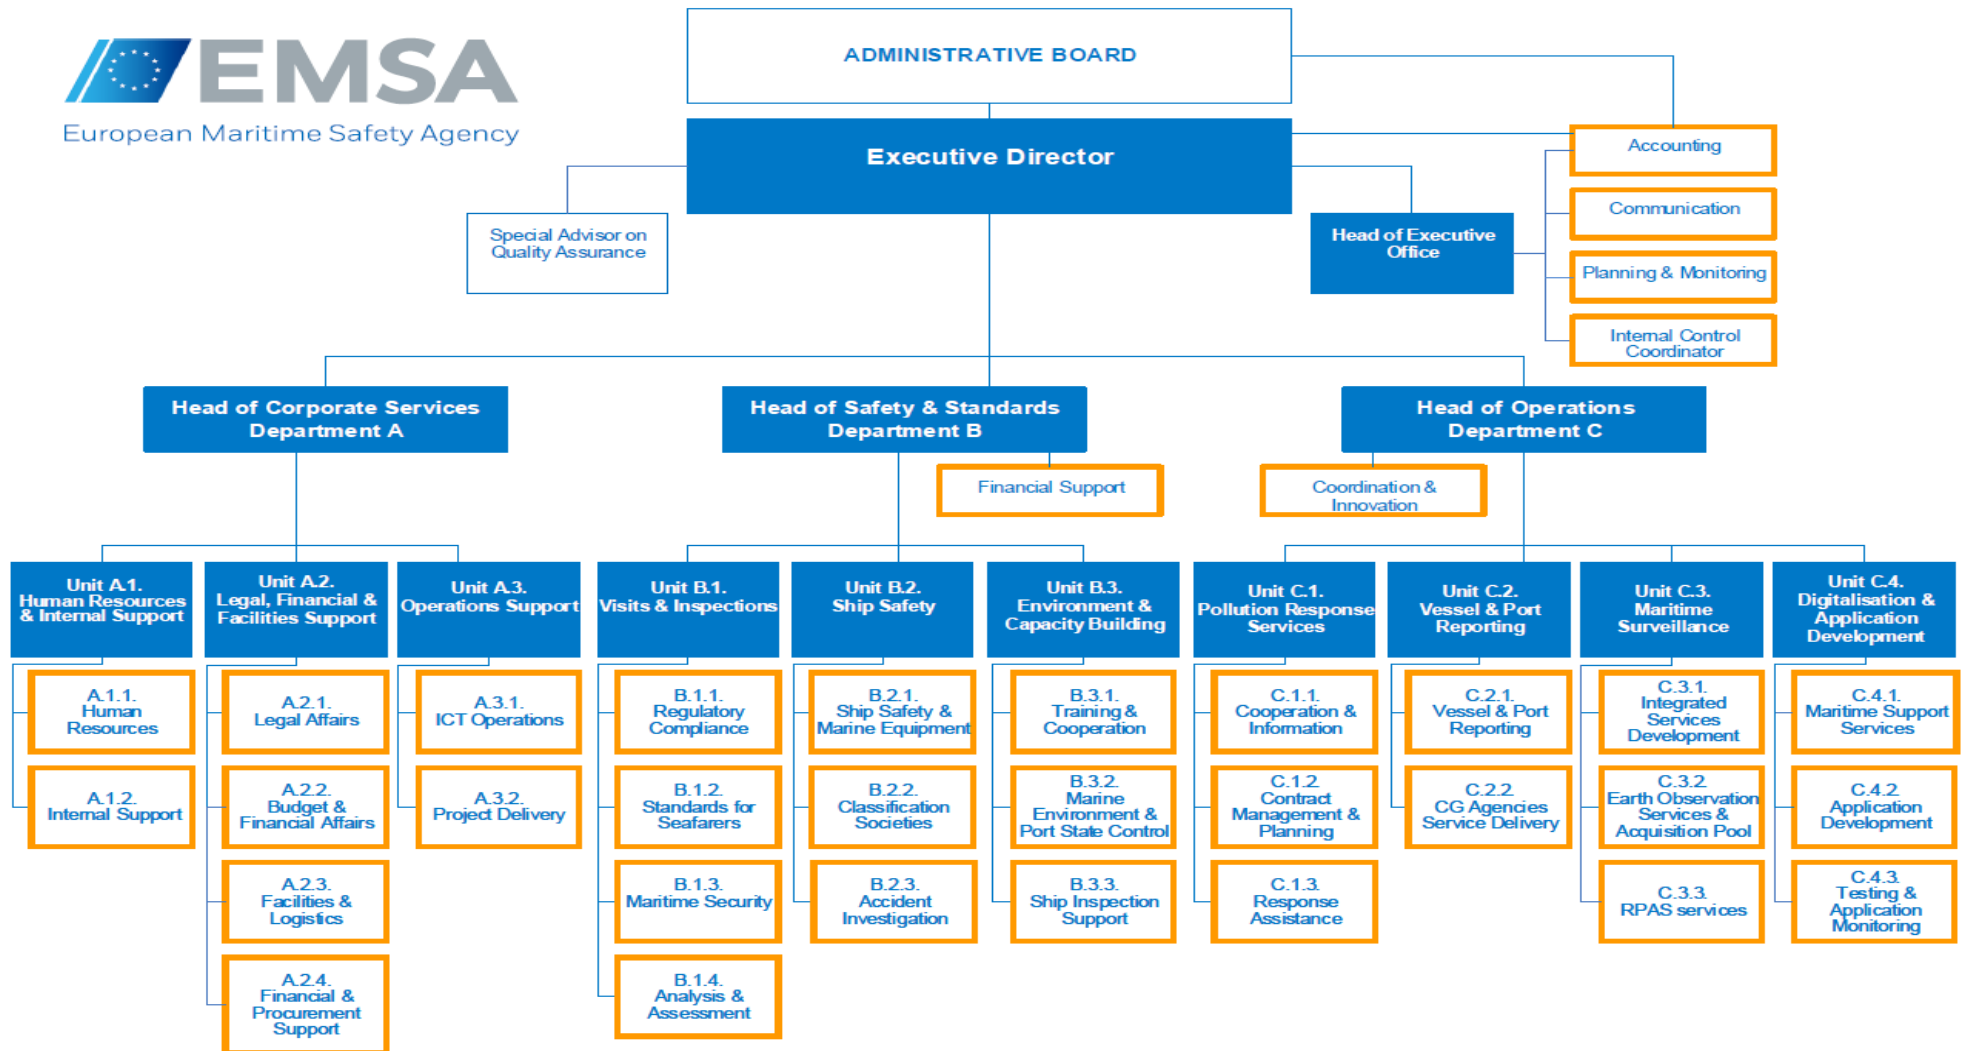 EMSA
European Maritime Safety Agency
ADMINISTRATIVE BOARD
Executive Director
Special Advisor on
Quality Assurance
Head of Executive
Office
Accounting
Communication
Planning & Monitoring
Internal Control
Coordinator
Head of Corporate Services
Department A
Head of Safety & Standards
Department B
Head of Operations
Department C
Financial Support
Coordination &
Innovation
Unit A.1.
Human Resources
& Internal Support
Unit A.2.
Legal, Financial &
Facilities Support
Unit A.3.
Operations Support
Unit B.1.
Visits & Inspections
Unit B.2.
Ship Safety
Unit B.3.
Environment &
Capacity Building
Unit C.1.
Pollution Response
Services
Unit C.2.
Vessel & Port
Reporting
Unit C.3.
Maritime
Surveillance
Unit C.4.
Digitalisation &
Application
Development
A.1.1.
Human
Resources
A.2.1.
Legal Affairs
A.3.1.
ICT Operations
B.1.1.
Regulatory
Compliance
B.2.1.
Ship Safety &
Marine Equipment
B.3.1.
Training &
Cooperation
C.1.1.
Cooperation &
Information
C.2.1.
Vessel & Port
Reporting
C.3.1.
Integrated
Services
Development
C.4.1.
Maritime Support
Services
A.1.2.
Internal Support
A.2.2.
Budget &
Financial Affairs
A.3.2.
Project Delivery
B.1.2.
Standards for
Seafarers
B.2.2.
Classification
Societies
B.3.2.
Marine
Environment &
Port State Control
C.1.2.
Contract
Management &
Planning
C.2.2.
CG Agencies
Service Delivery
C.3.2.
Earth Observation
Services &
Acquisition Pool
C.4.2.
Application
Development
A.2.3.
Facilities &
Logistics
B.1.3.
Maritime Security
B.2.3.
Accident
Investigation
B.3.3.
Ship Inspection
Support
C.1.3.
Response
Assistance
C.3.3.
RPAS services
C.4.3.
Testing &
Application
Monitoring
A.2.4.
Financial &
Procurement
Support
B.1.4.
Analysis &
Assessment